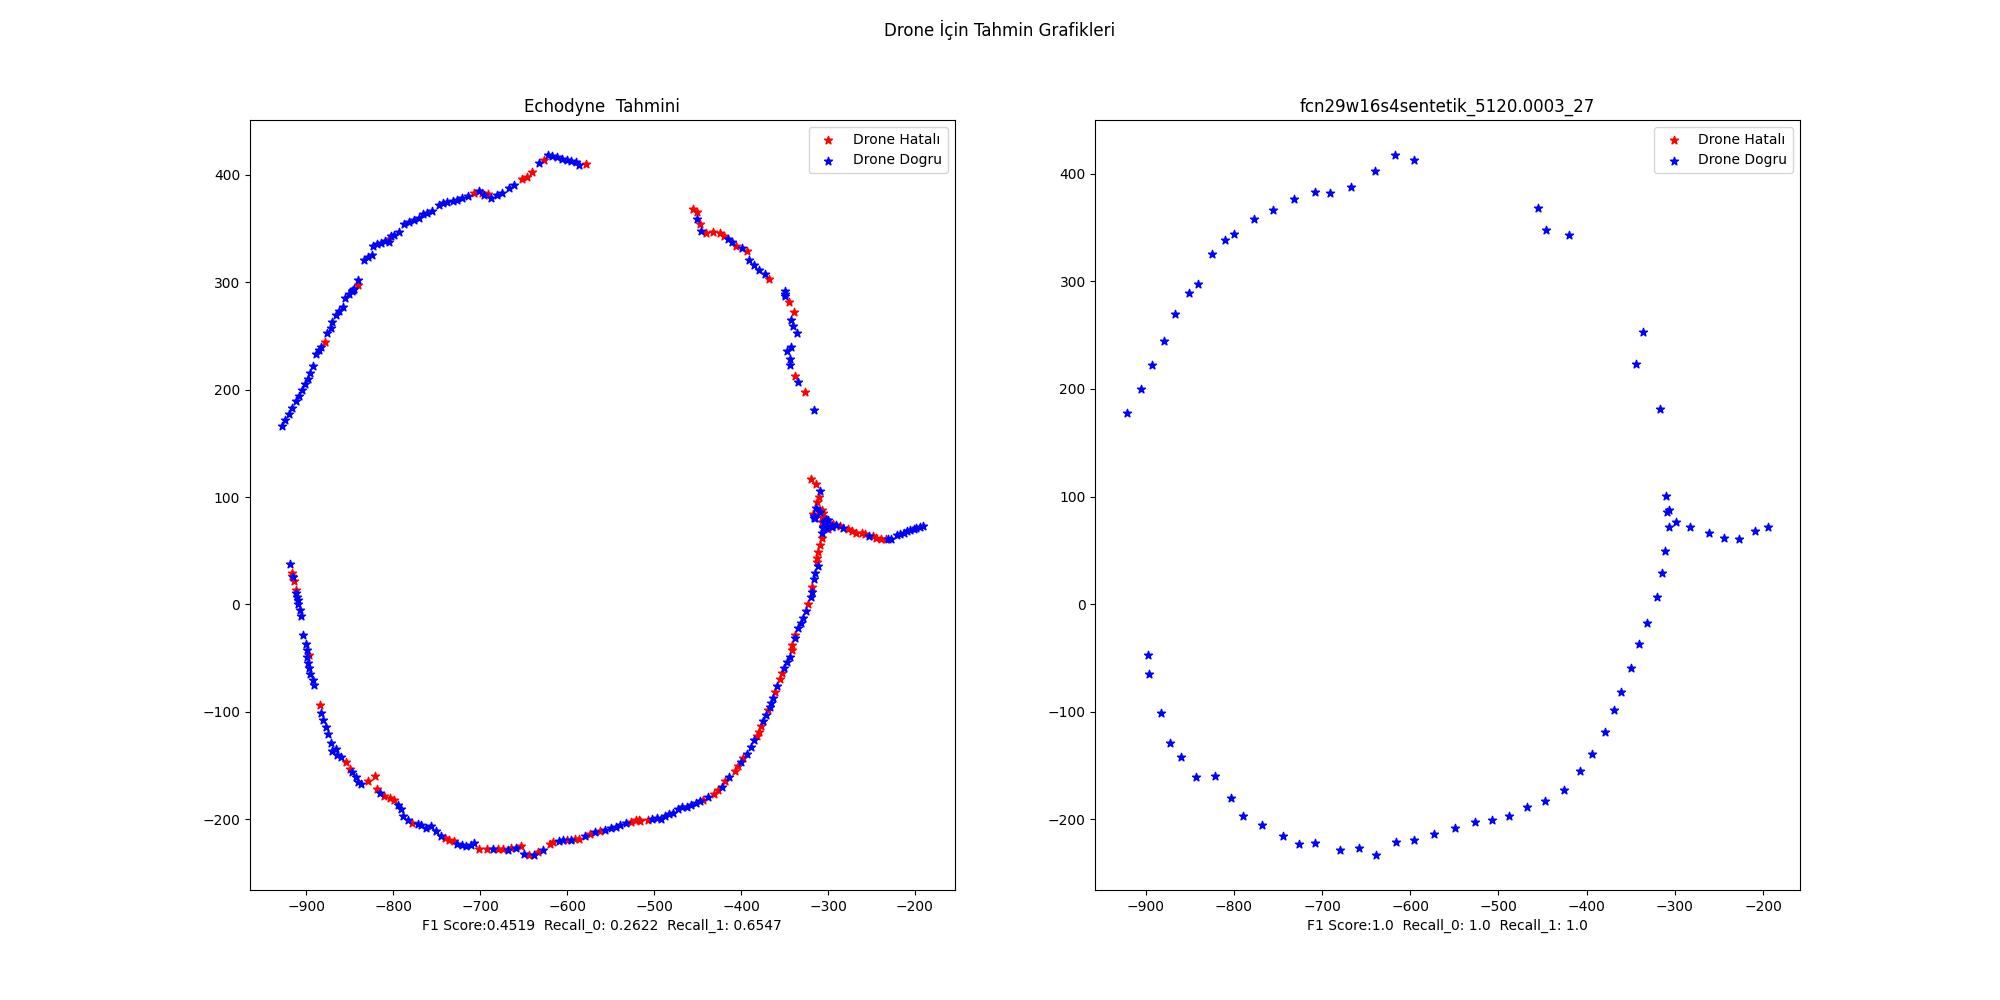 Drone İçin Tahmin Grafikleri
Echodyne  Tahmini
Drone Hatalı
Drone Dogru
400
300
200
100
0
−100
−200
−900 −800 −700 −600 −500 −400 −300 −200
F1 Score:0.4519  Recall_0: 0.2622  Recall_1: 0.6547
fcn29w16s4sentetik_5120.0003_27
Drone Hatalı
Drone Dogru
400
300
200
100
0
−100
−200
−900 −800 −700 −600 −500 −400 −300 −200
F1 Score:1.0  Recall_0: 1.0  Recall_1: 1.0